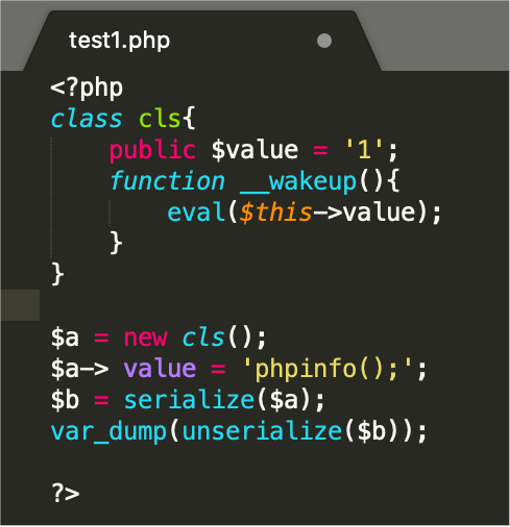 test1.php
<?php
class cls{
    public $value = '1';
    function __wakeup(){
        eval($this->value);
    }
}
$a = new cls();
$a-> value = 'phpinfo();';
$b = serialize($a);
var_dump(unserialize($b));
?>